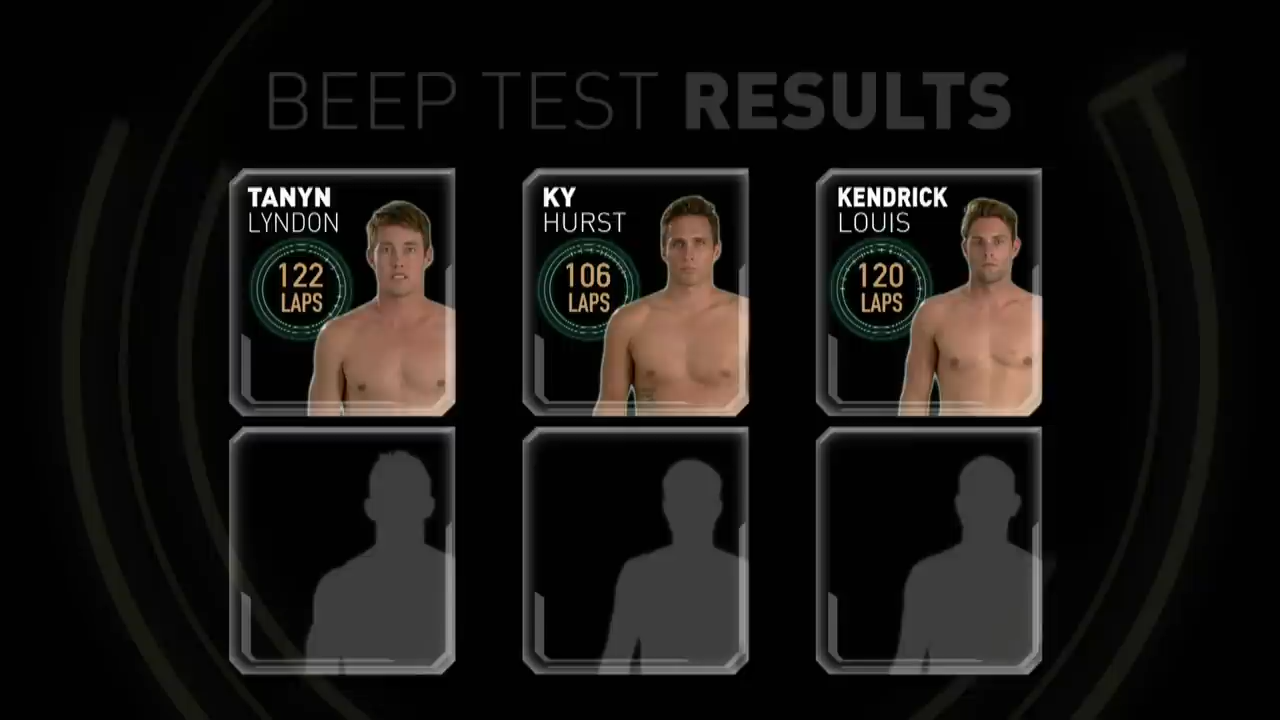 BEEP TEST RESULTS
TANYN
LYNDON
122
LAPS
KY
HURST
106
LAPS
KENDRICK
LOUIS
120
LAPS